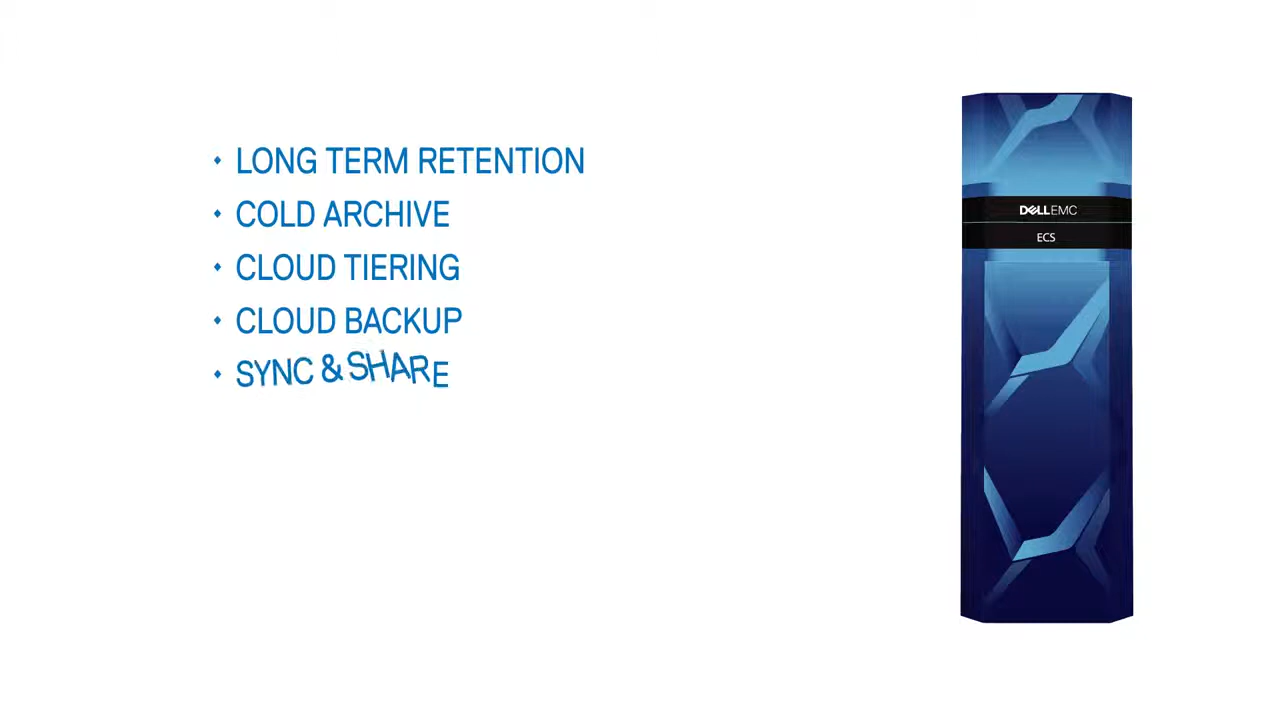 LONG TERM RETENTION
COLD ARCHIVE
CLOUD TIERING
CLOUD BACKUP
SYNC & SHARE
DELLEMC
ECS